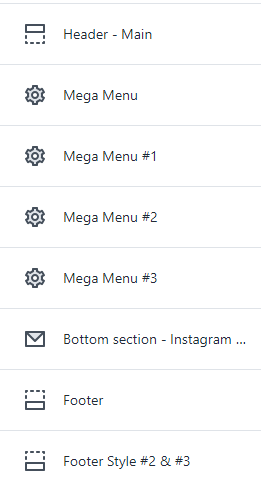 Header - Main
Mega Menu
Mega Menu #1
Mega Menu #2
Mega Menu #3
Bottom section - Instagram ...
Footer
Footer Style #2 & #3